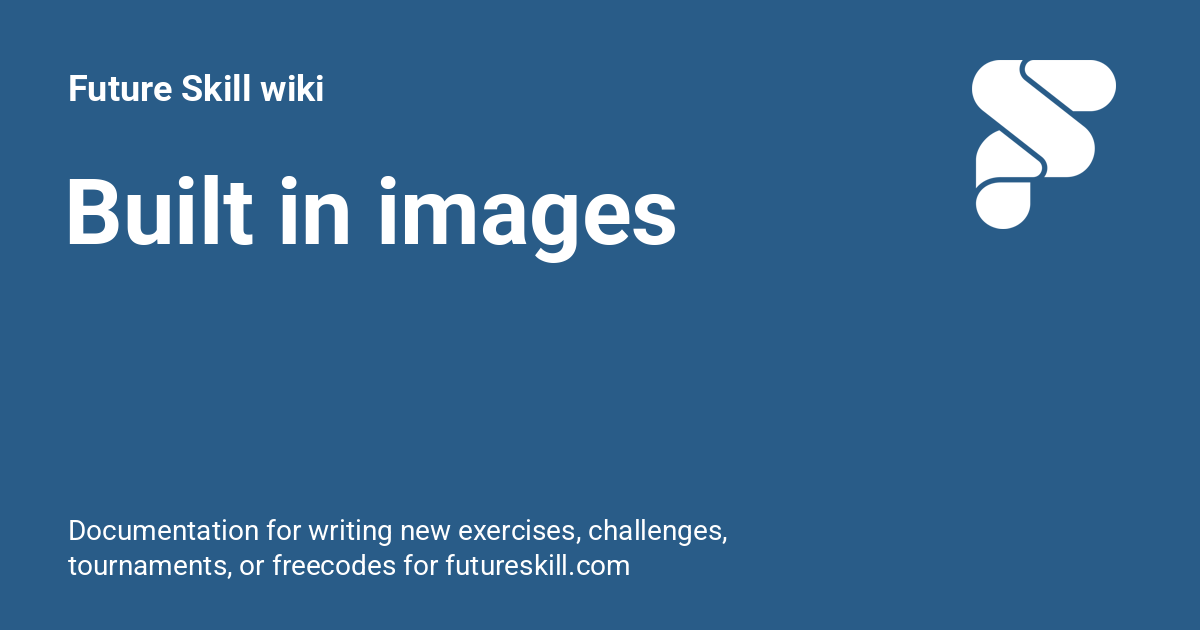 Future Skill wiki
Built in images
Documentation for writing new exercises, challenges,
tournaments, or freecodes for futureskill.com